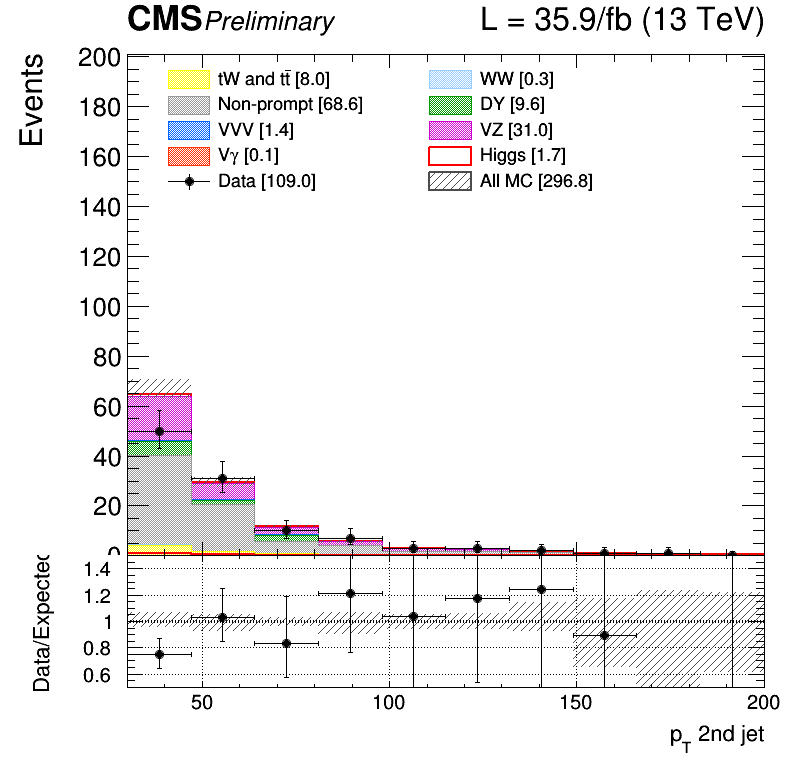 CMS Preliminary L = 35.9/fb (13 TeV)
Events
200
180
160
140
120
100
80
60
40
20
0
tW and tt̄ [8.0]
Non-prompt [68.6]
VVV [1.4]
Vγ [0.1]
Data [109.0]
WW [0.3]
DY [9.6]
VZ [31.0]
Higgs [1.7]
All MC [296.8]
Data/Expected
1.4
1.2
1
0.8
0.6
50 100 150 200
p_T 2nd jet